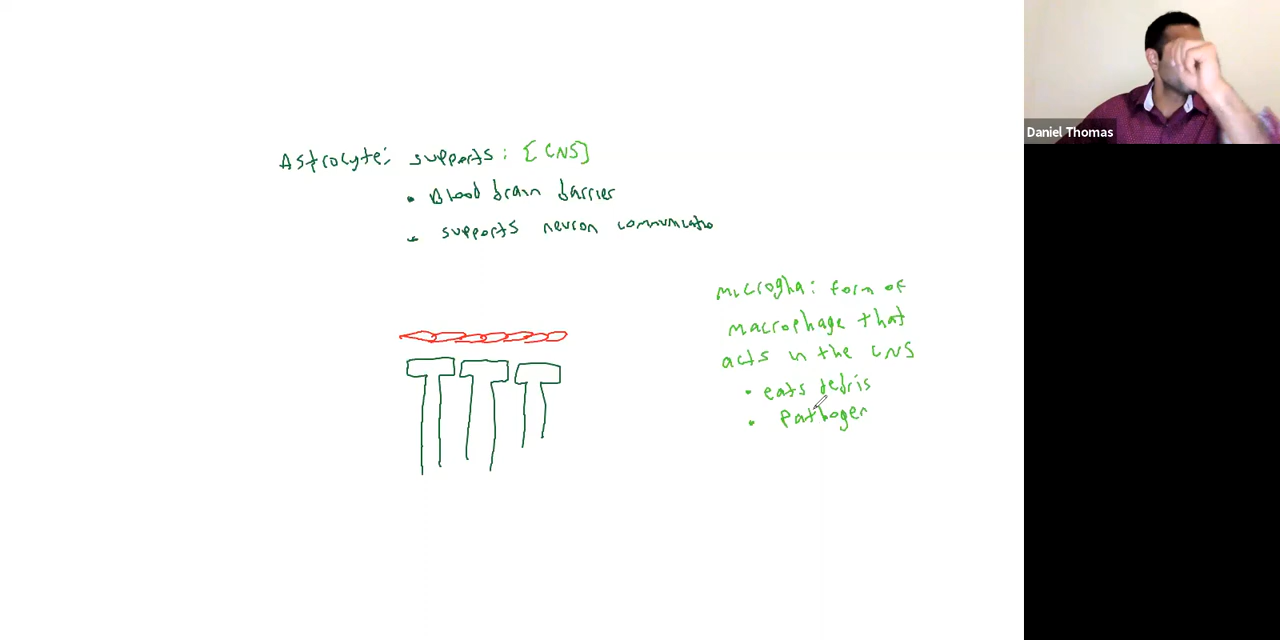 Astrocyte: supports: [CNS]
• Blood brain barrier
• supports neuron communicatio
microglia: form of
macrophage that
acts in the CNS
• eats debris
• Pathogen
Daniel Thomas